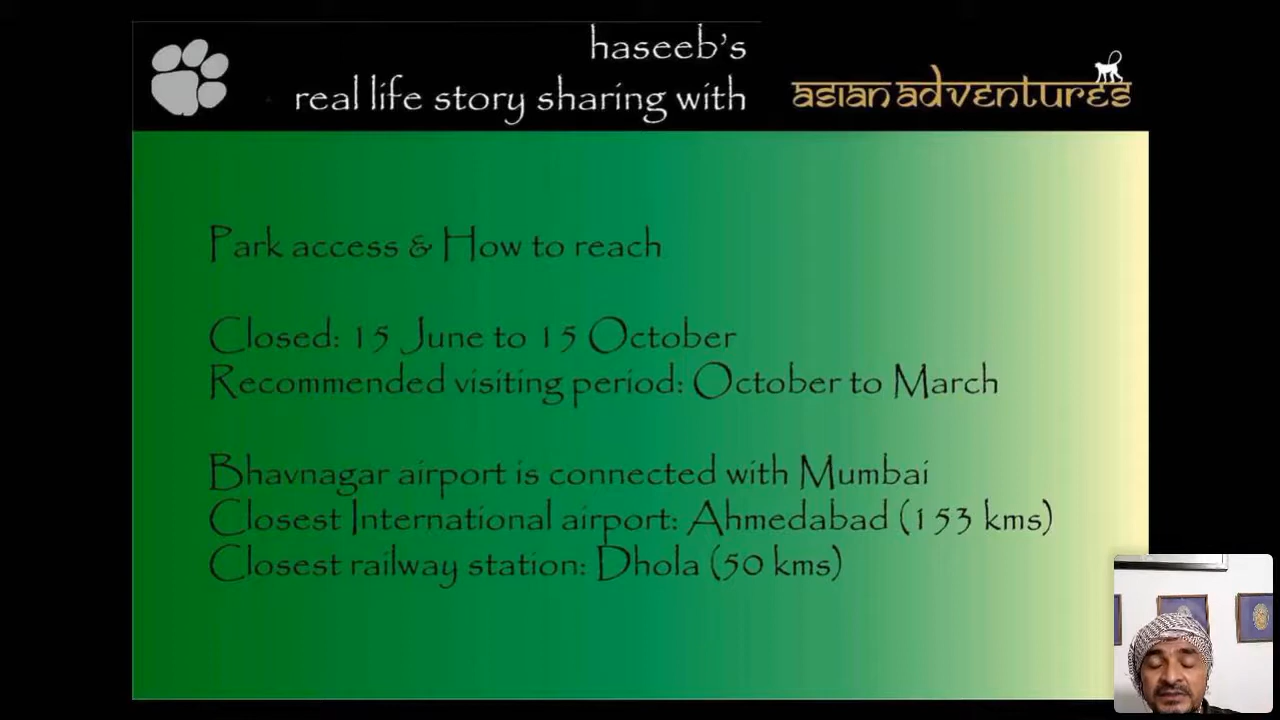 haseeb's
real life story sharing with
asian adventures
Park access & How to reach
Closed: 15 June to 15 October
Recommended visiting period: October to March
Bhavnagar airport is connected with Mumbai
Closest International airport: Ahmedabad (153 kms)
Closest railway station: Dhola (50 kms)